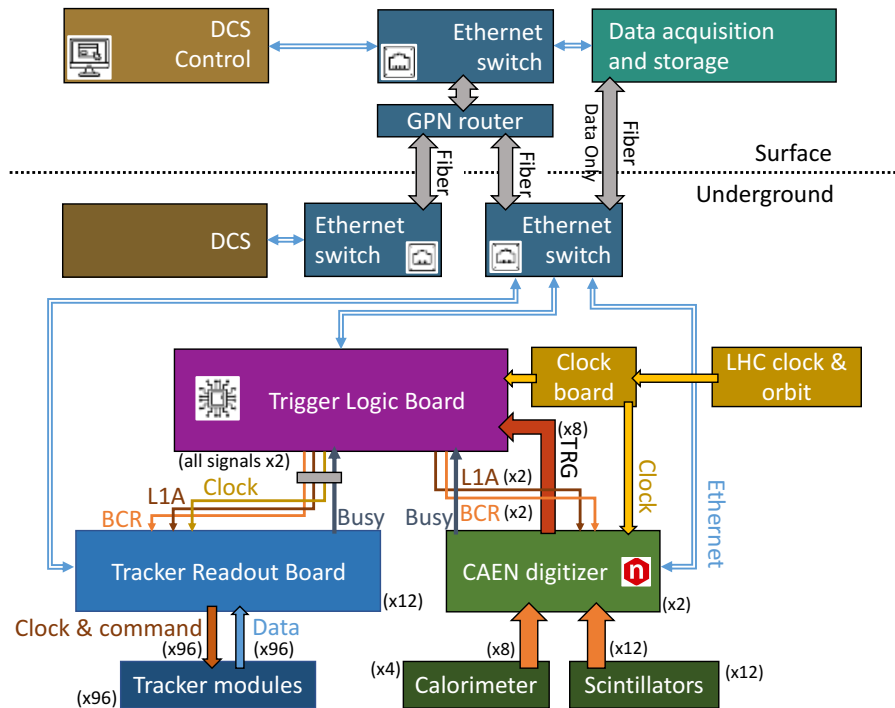 DCS
Control
Ethernet
switch
Data acquisition
and storage
GPN router
Fiber
Fiber
Fiber
Data Only
Surface
Underground
DCS
Ethernet
switch
Ethernet
switch
Trigger Logic Board
Clock
board
LHC clock &
orbit
(x8)
TRG
(all signals x2)
L1A
Clock
BCR
Busy
Busy
L1A (x2)
BCR (x2)
Clock
Ethernet
Tracker Readout Board
(x12)
CAEN digitizer
n
(x2)
Clock & command
(x96)
Data
(x96)
(x8)
(x12)
(x96)
Tracker modules
(x4)
Calorimeter
Scintillators
(x12)